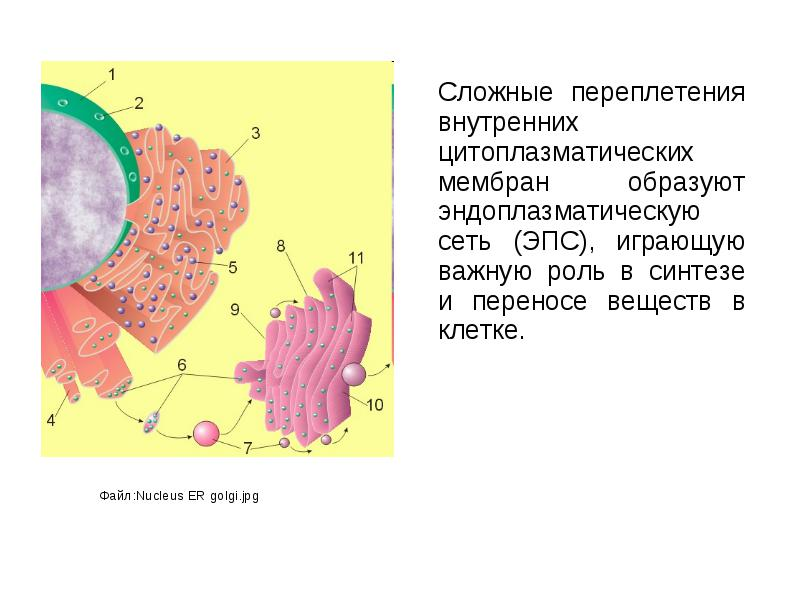 1
2
3
4
5
6
7
8
9
10
11
Сложные переплетения
внутренних
цитоплазматических
мембран образуют
эндоплазматическую
сеть (ЭПС), играющую
важную роль в синтезе
и переносе веществ в
клетке.
Файл:Nucleus ER golgi.jpg